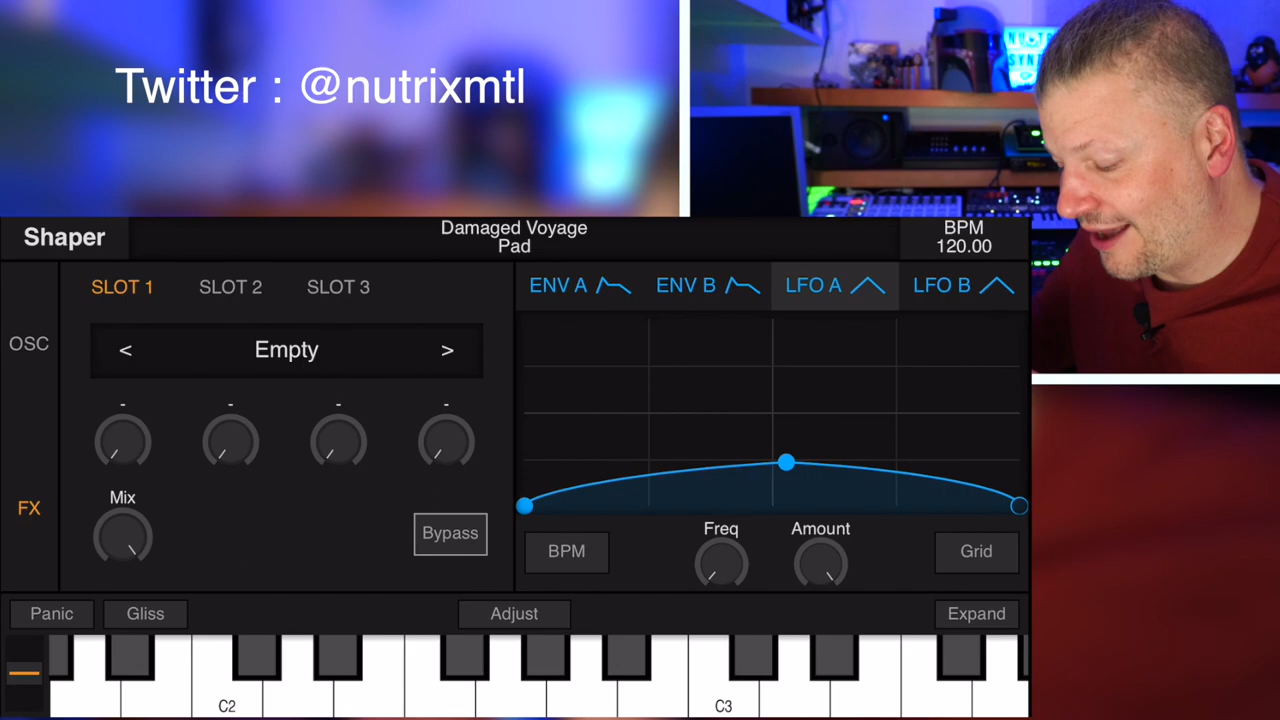 Twitter : @nutrixmtl
Shaper
Damaged Voyage
Pad
BPM
120.00
SLOT 1 SLOT 2 SLOT 3
ENV A ENV B LFO A LFO B
OSC
< Empty >
- - - -
FX
Mix
Bypass
BPM
Freq
Amount
Grid
Panic
Gliss
Adjust
Expand
C2
C3